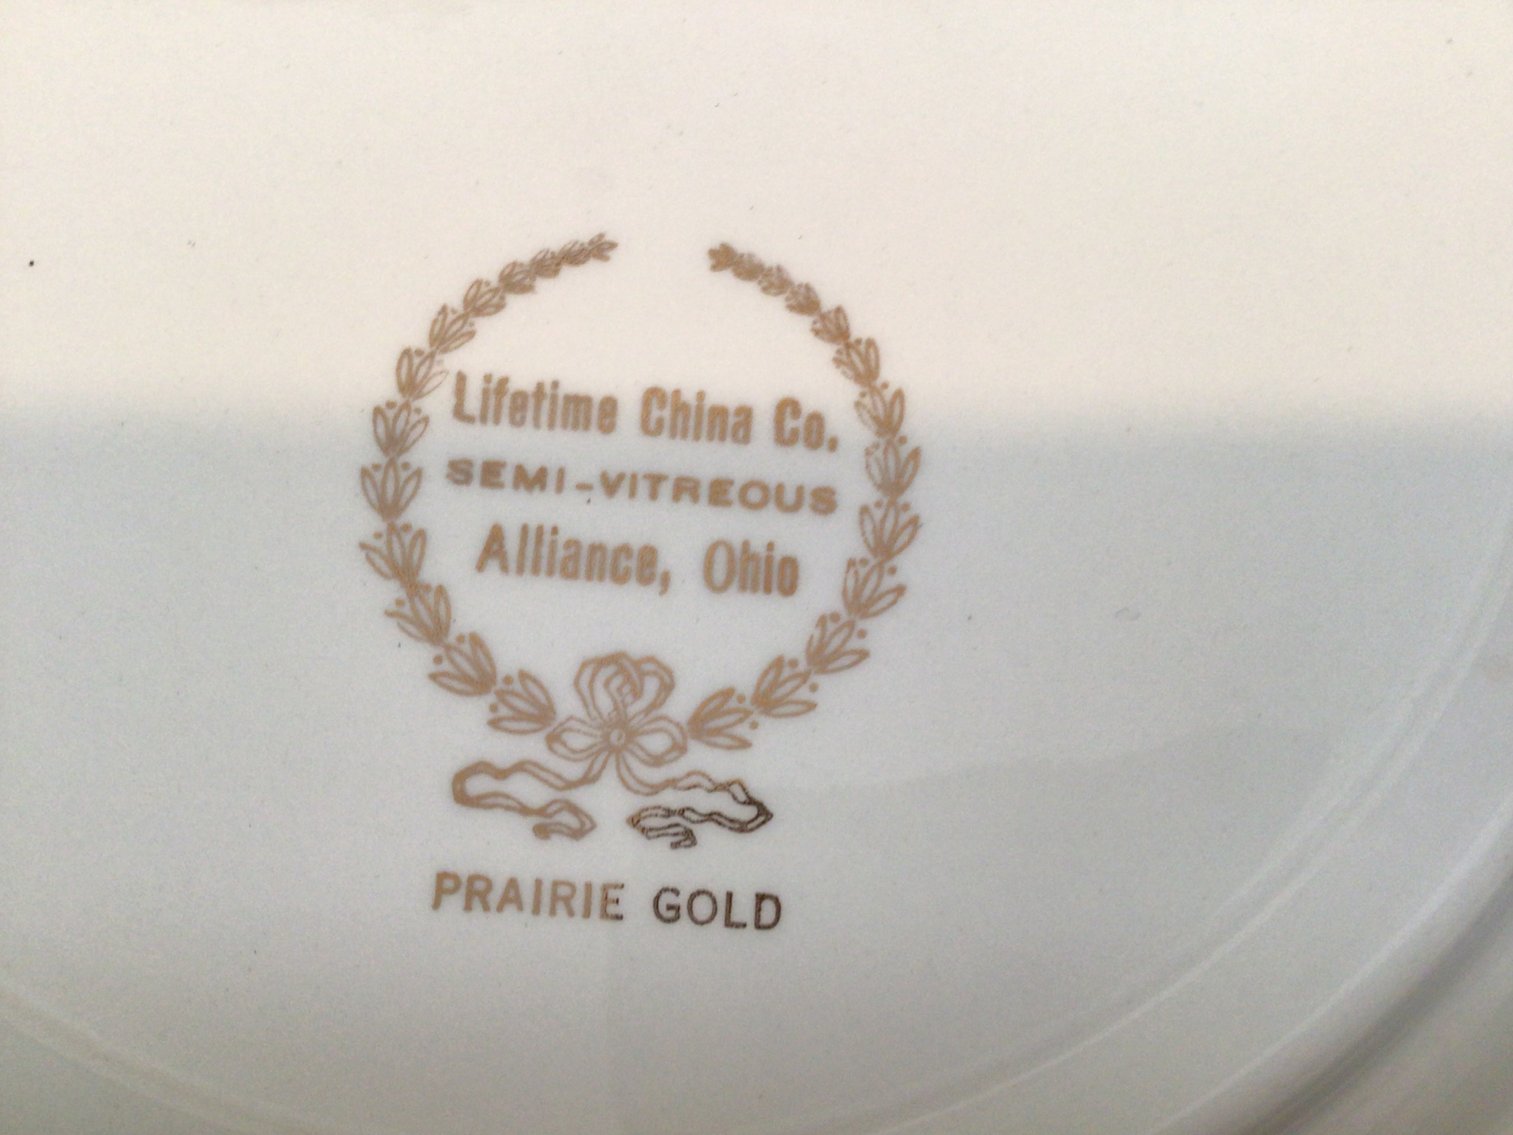 Lifetime China Co.
SEMI-VITREOUS
Alliance, Ohio
PRAIRIE GOLD